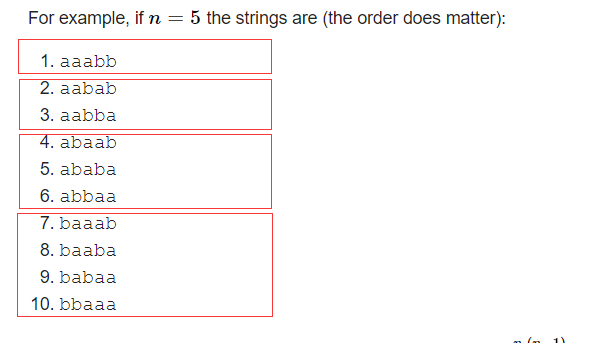 For example, if n = 5 the strings are (the order does matter):
1. aaabb
2. aabab
3. aabba
4. abaab
5. ababa
6. abbaa
7. baaab
8. baaba
9. babaa
10. bbaaa